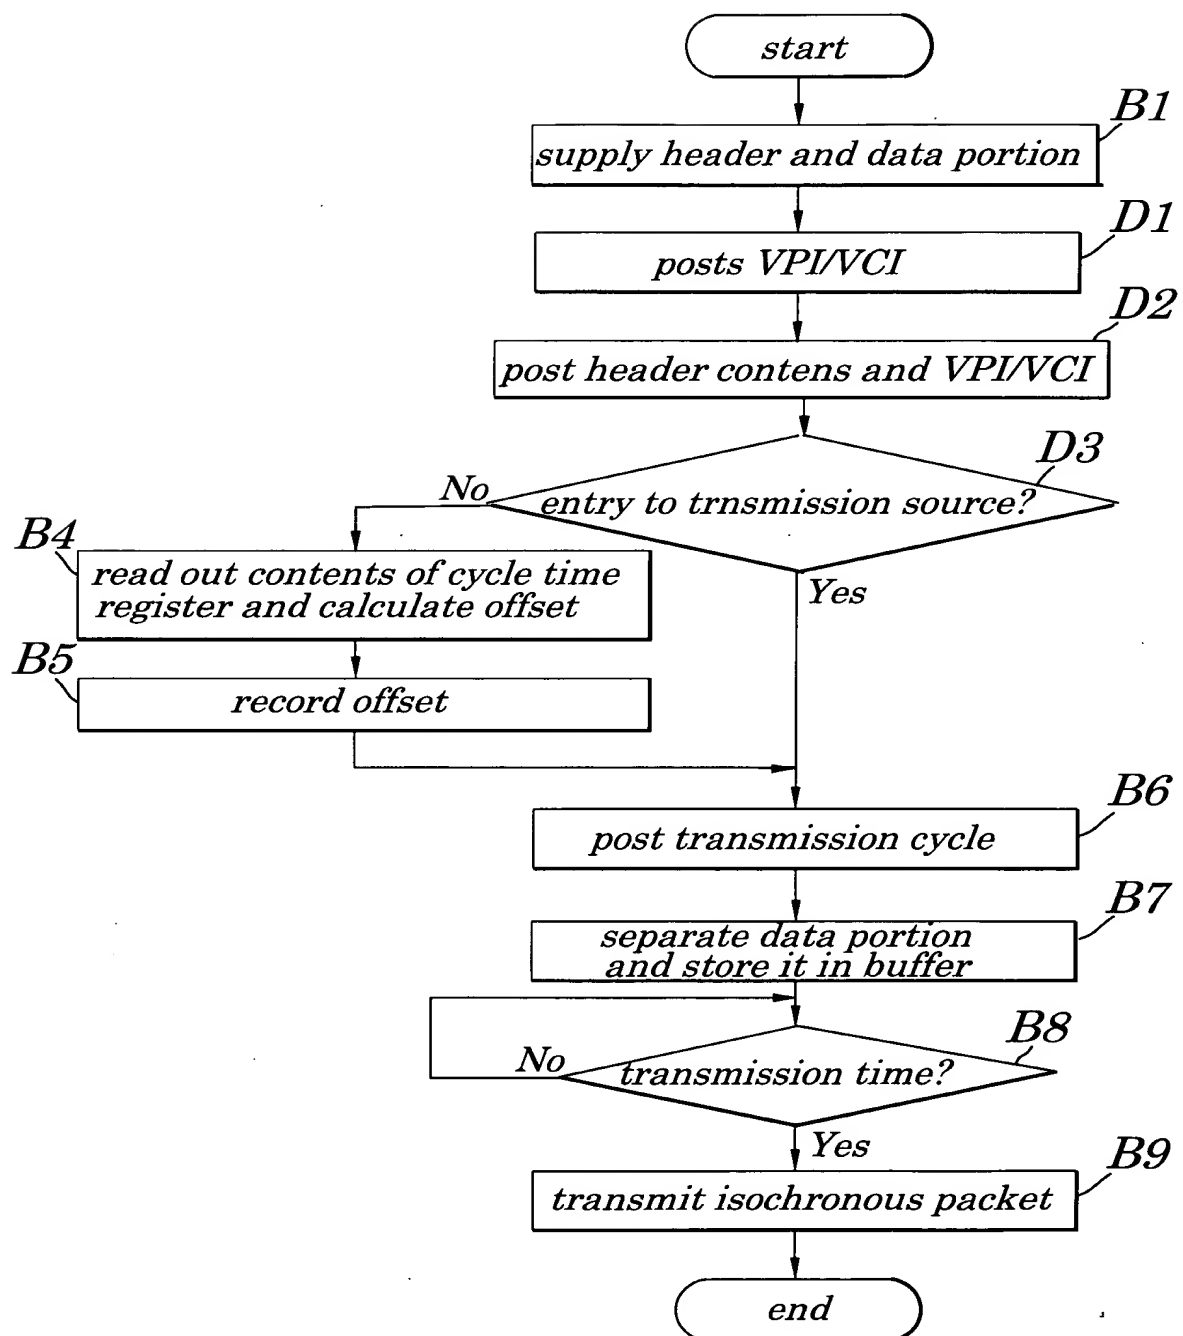 start
B1
supply header and data portion
D1
posts VPI/VCI
D2
post header contens and VPI/VCI
D3
No
entry to trnsmission source?
B4
read out contents of cycle time
register and calculate offset
Yes
B5
record offset
B6
post transmission cycle
B7
separate data portion
and store it in buffer
B8
No
transmission time?
Yes
B9
transmit isochronous packet
end